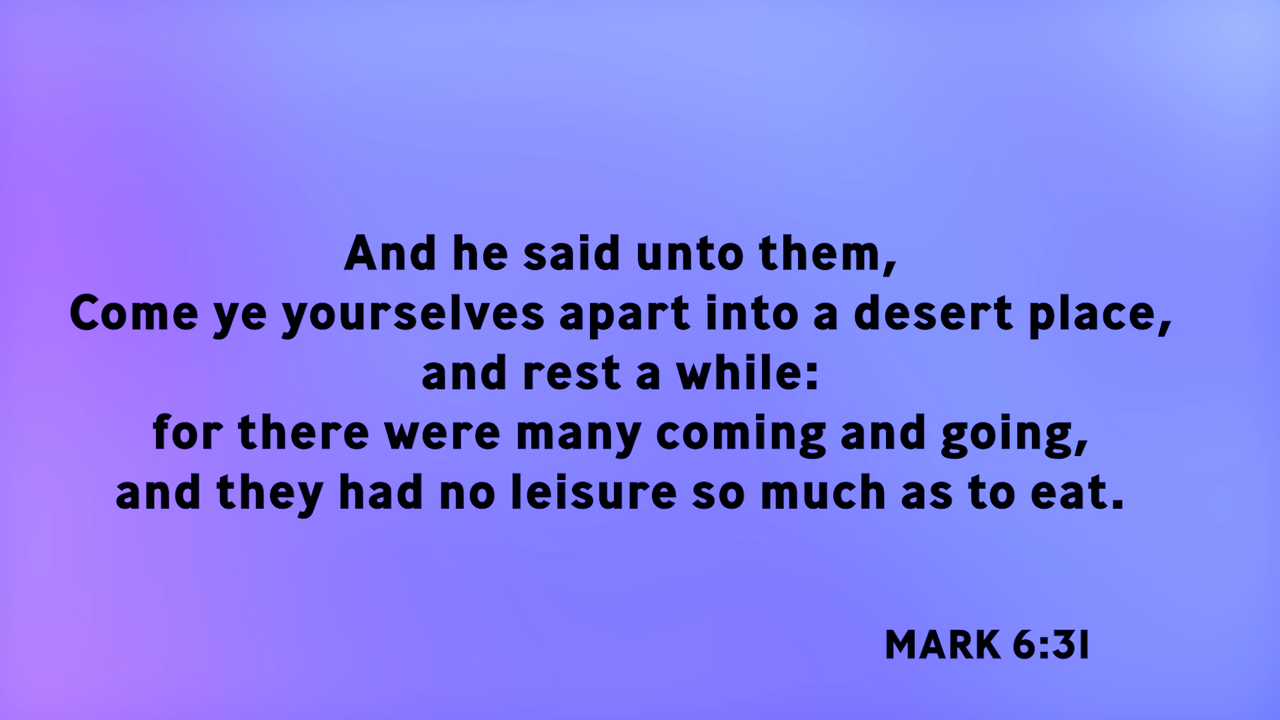 And he said unto them,
Come ye yourselves apart into a desert place,
and rest a while:
for there were many coming and going,
and they had no leisure so much as to eat.
MARK 6:31